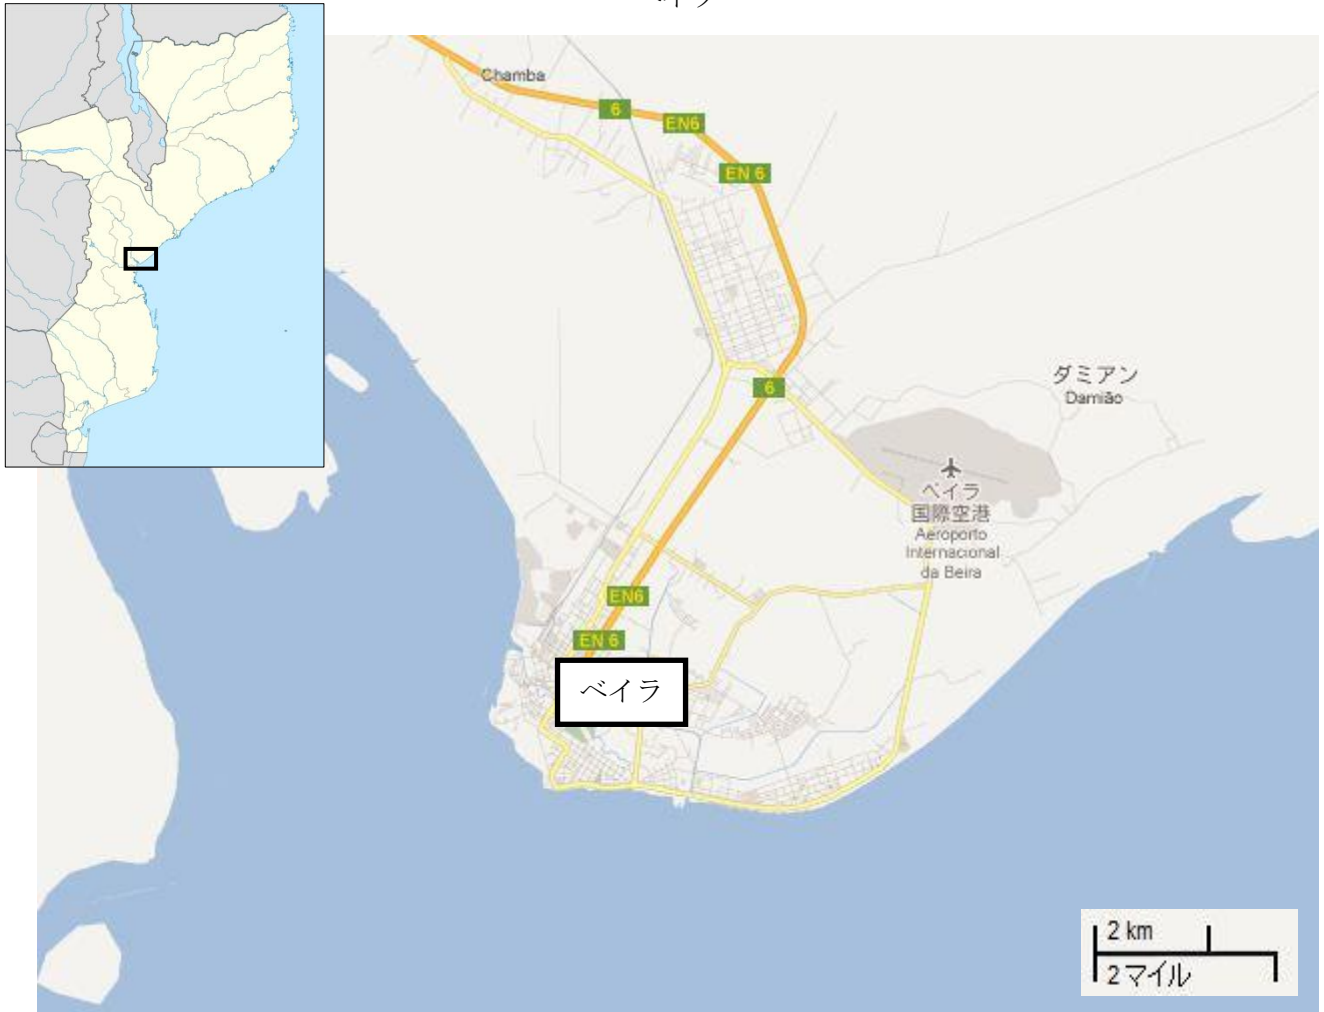 Chamba
6
EN6
EN 6
6
ダミアン
Damião
ベイラ
国際空港
Aeroporto
Internacional
da Beira
EN6
EN 6
ベイラ
2 km
2マイル